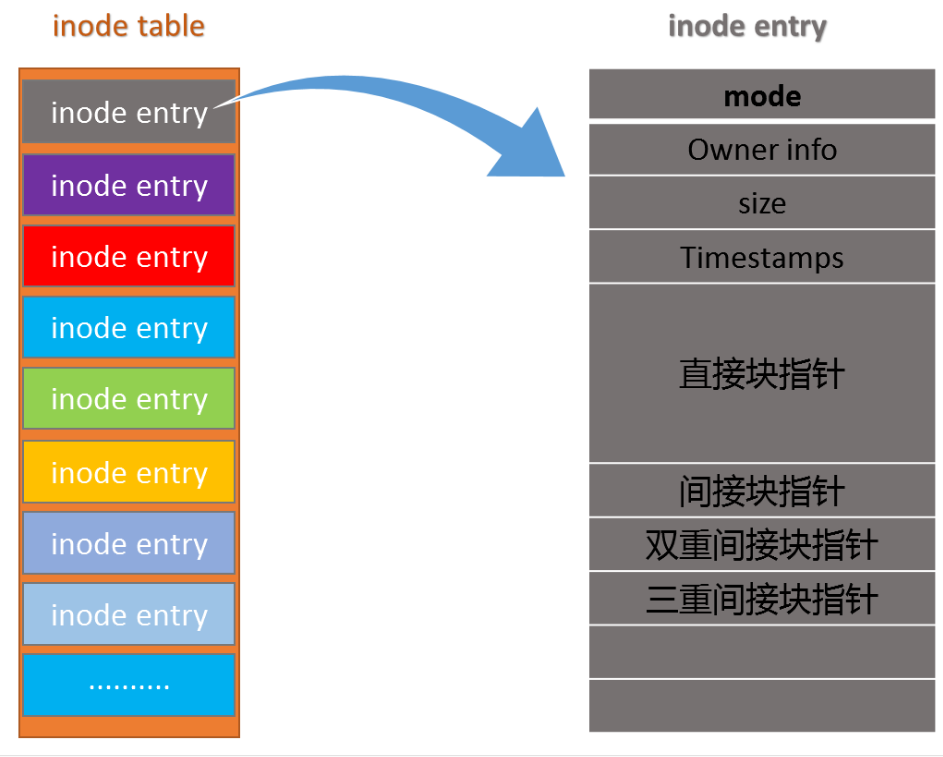 inode table
inode entry
inode entry
inode entry
inode entry
inode entry
inode entry
inode entry
inode entry
..........
inode entry
mode
Owner info
size
Timestamps
直接块指针
间接块指针
双重间接块指针
三重间接块指针